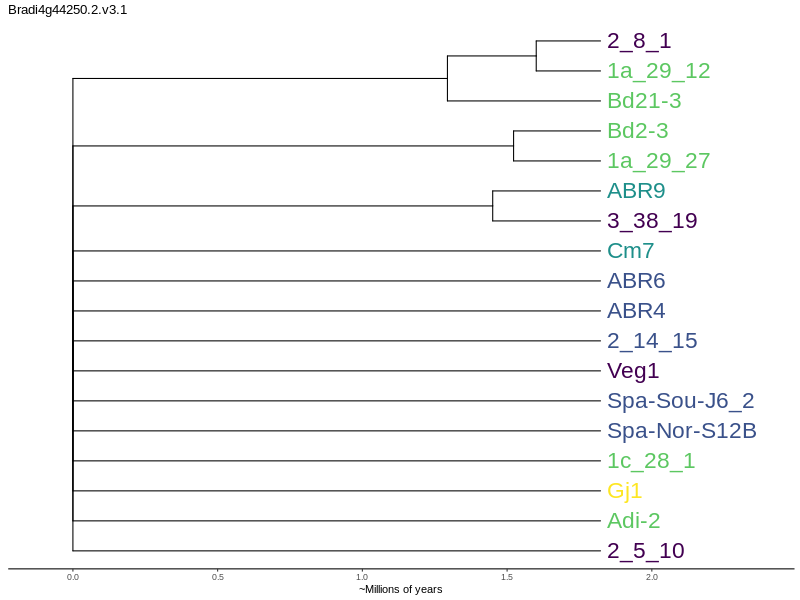 Bradi4g44250.2.v3.1
2_8_1
1a_29_12
Bd21-3
Bd2-3
1a_29_27
ABR9
3_38_19
Cm7
ABR6
ABR4
2_14_15
Veg1
Spa-Sou-J6_2
Spa-Nor-S12B
1c_28_1
Gj1
Adi-2
2_5_10
0.0 0.5 1.0 1.5 2.0
~Millions of years